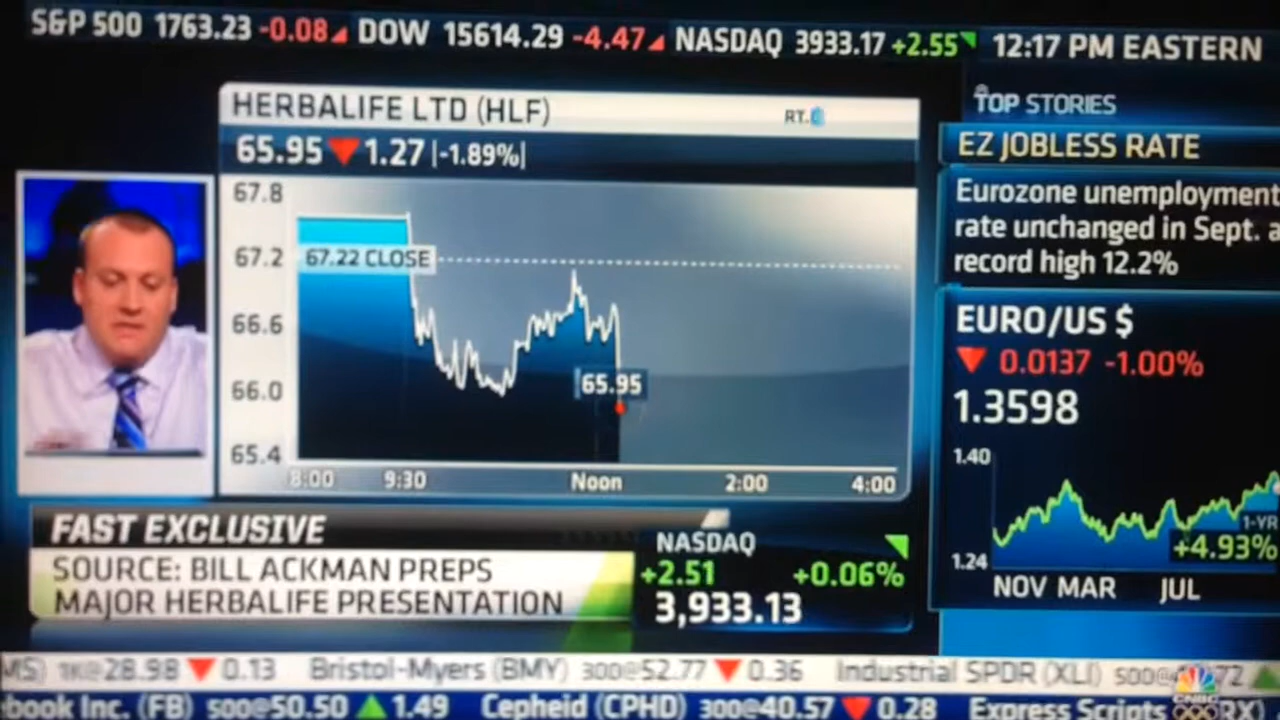 S&P 500 1763.23 -0.08 DOW 15614.29 -4.47 NASDAQ 3933.17 +2.55 12:17 PM EASTERN
HERBALIFE LTD (HLF) RT.
65.95 1.27 |-1.89%|
67.8
67.2
66.6
66.0
65.4
67.22 CLOSE
65.95
8:00 9:30 Noon 2:00 4:00
TOP STORIES
EZ JOBLESS RATE
Eurozone unemployment
rate unchanged in Sept. a
record high 12.2%
EURO/US $
0.0137 -1.00%
1.3598
1.40
1.24
1-YR
+4.93%
NOV MAR JUL
FAST EXCLUSIVE
SOURCE: BILL ACKMAN PREPS
MAJOR HERBALIFE PRESENTATION
NASDAQ
+2.51 +0.06%
3,933.13
MS) 1K@28.98 0.13 Bristol-Myers (BMY) 300@52.77 0.36 Industrial SPDR (XLI) 500@ 72
CNBC
book Inc. (FB) 500@50.50 1.49 Cepheid (CPHD) 300@40.57 0.28 Express Scripts RX)